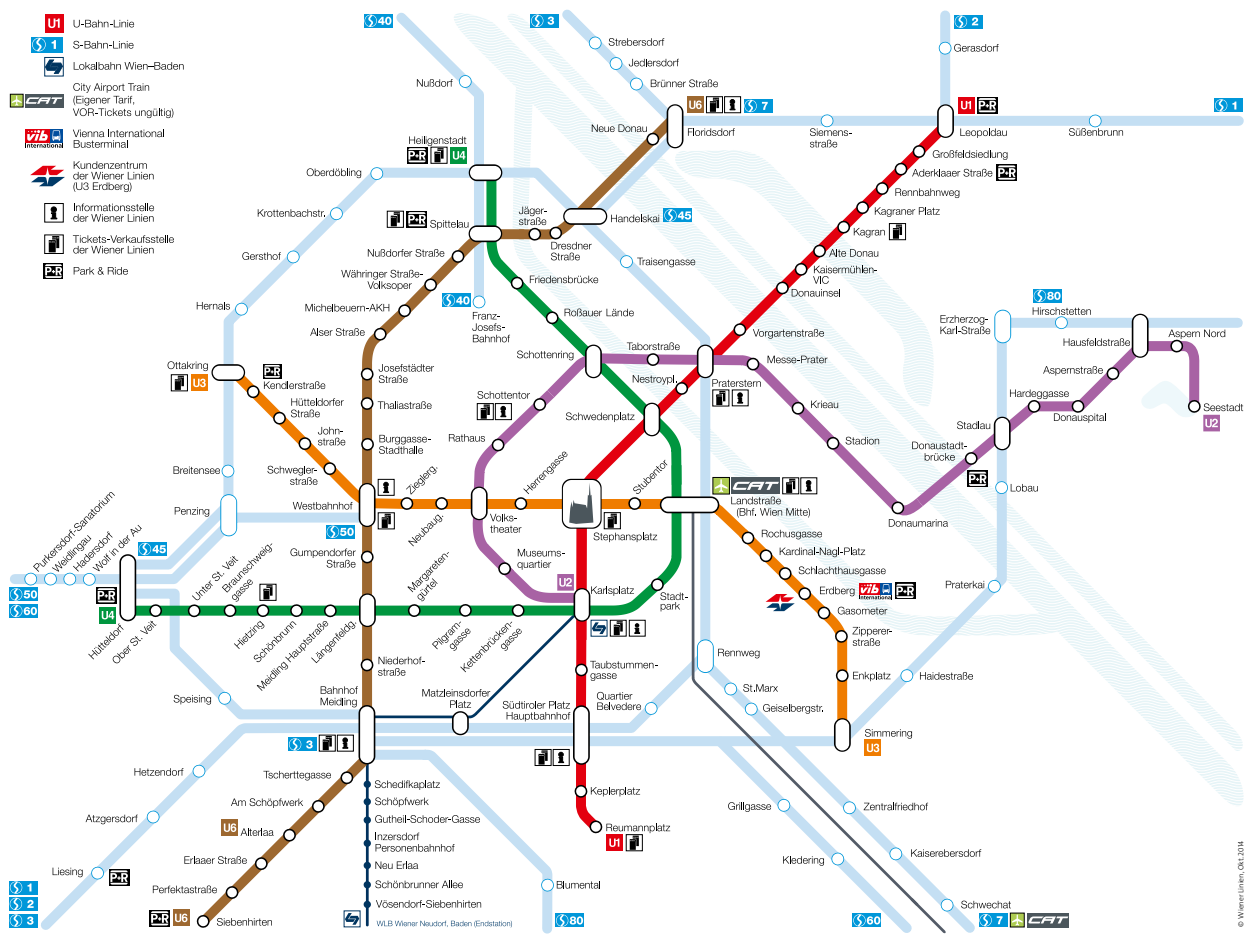 U1 U-Bahn-Linie
S 1 S-Bahn-Linie
Lokalbahn Wien–Baden
CAT City Airport Train
(Eigener Tarif,
VOR-Tickets ungültig)
vib International Vienna International
Busterminal
Kundenzentrum
der Wiener Linien
(U3 Erdberg)
i Informationsstelle
der Wiener Linien
Tickets-Verkaufsstelle
der Wiener Linien
P+R Park & Ride
S 40
Nußdorf
Heiligenstadt
P+R U4
Oberdöbling
Krottenbachstr.
Gersthof
Hernals
Ottakring
U3
S 3
Strebersdorf
Jedlersdorf
Brünner Straße
U6 i S 7
Neue Donau
Floridsdorf
Siemens-
straße
S 2
Gerasdorf
U1 P+R
Leopoldau
Süßenbrunn
S 1
Großfeldsiedlung
Aderklaaer Straße P+R
Rennbahnweg
Kagraner Platz
Kagran
Alte Donau
Kaisermühlen-
VIC
Donauinsel
Vorgartenstraße
P+R
Spittelau
Jäger-
straße
Dresdner
Straße
Handelskai S 45
Traisengasse
Nußdorfer Straße
Währinger Straße-
Volksoper
Michelbeuern-AKH
Alser Straße
S 40
Franz-
Josefs-
Bahnhof
Friedensbrücke
Roßauer Lände
Schottenring
Taborstraße
Nestroypl.
Praterstern
i
Messe-Prater
Krieau
Stadion
Donaumarina
Donaustadt-
brücke
P+R
Stadlau
Hardeggasse
Donauspital
Aspernstraße
Hausfeldstraße
Aspern Nord
Seestadt
U2
S 80
Hirschstetten
Erzherzog-
Karl-Straße
Lobau
Praterkai
Haidestraße
P+R
Kendlerstraße
Hütteldorfer
Straße
John-
straße
Schwegler-
straße
Josefstädter
Straße
Thaliastraße
Burggasse-
Stadthalle
Westbahnhof
i
S 50
Breitensee
Penzing
Schottentor
i
Rathaus
Schwedenplatz
Zieglerg.
Neubaug.
Volks-
theater
Herrengasse
Stephansplatz
Stubentor
CAT i
Landstraße
(Bhf. Wien Mitte)
Rochusgasse
Kardinal-Nagl-Platz
Schlachthausgasse
Erdberg vib International P+R
Gasometer
Zipperer-
straße
Enkplatz
Simmering
U3
Purkersdorf-Sanatorium
Weidlingau
Hadersdorf
Wolf in der Au
S 45
S 50
S 60
P+R
U4
Hütteldorf
Ober St. Veit
Unter St. Veit
Braunschweig-
gasse
Hietzing
Schönbrunn
Meidling Hauptstraße
Längenfeldg.
Gumpendorfer
Straße
Margareten-
gürtel
Pilgram-
gasse
Kettenbrücken-
gasse
Museums-
quartier
U2
Karlsplatz
i
Stadt-
park
Rennweg
St.Marx
Geiselbergstr.
Niederhof-
straße
Speising
Bahnhof
Meidling
S 3 i
Matzleinsdorfer
Platz
Taubstummen-
gasse
Südtiroler Platz
Hauptbahnhof
i
Quartier
Belvedere
Keplerplatz
Reumannplatz
U1
Hetzendorf
Atzgersdorf
Liesing P+R
S 1
S 2
S 3
Tscherttegasse
Am Schöpfwerk
U6 Alterlaa
Erlaaer Straße
Perfektastraße
P+R U6 Siebenhirten
Schedifkaplatz
Schöpfwerk
Gutheil-Schoder-Gasse
Inzersdorf
Personenbahnhof
Neu Erlaa
Schönbrunner Allee
Vösendorf-Siebenhirten
WLB Wiener Neudorf, Baden (Endstation)
Blumental
S 80
Grillgasse
Kledering
S 60
Zentralfriedhof
Kaiserebersdorf
Schwechat
S 7 CAT
© Wiener Linien, Okt. 2014